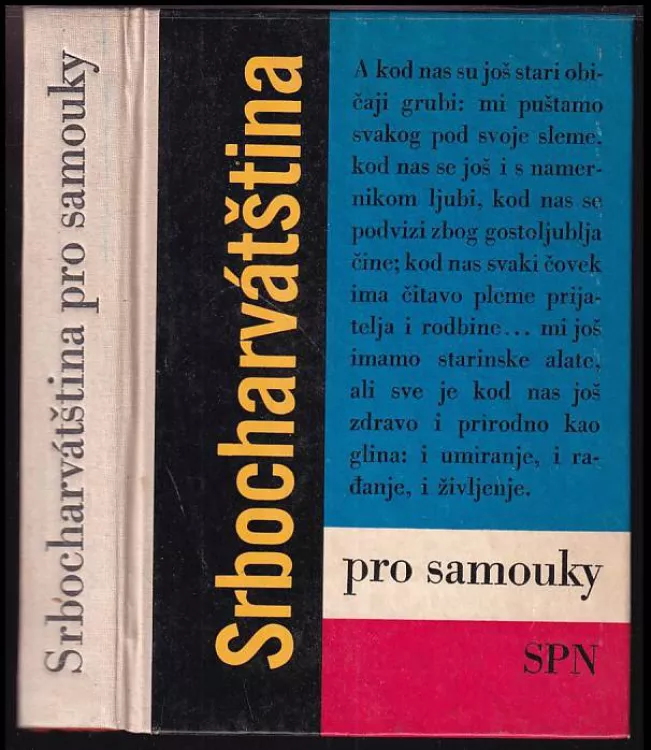 Srbocharvátština pro samouky
Srbocharvátština
A kod nas su još stari obi-
čaji grubi: mi puštamo
svakog pod svoje sleme,
kod nas se još i s namer-
nikom ljubi, kod nas se
podvizi zbog gostoljublja
čine; kod nas svaki čovek
ima čitavo pleme prija-
telja i rodbine... mi još
imamo starinske alate,
ali sve je kod nas još
zdravo i prirodno kao
glina: i umiranje, i ra-
đanje, i življenje.
pro samouky
SPN